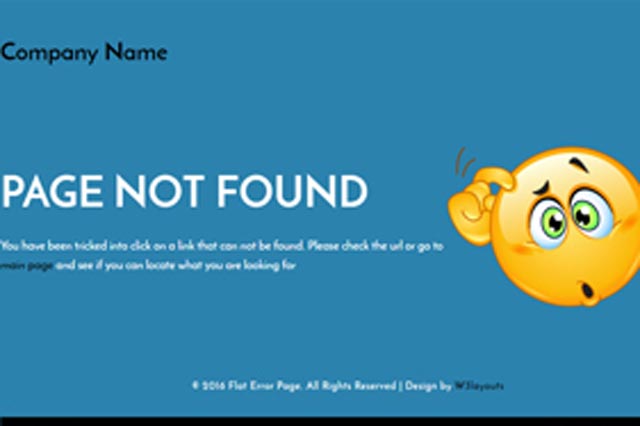 Company Name
PAGE NOT FOUND
You have been tricked into click on a link that can not be found. Please check the url or go to
main page and see if you can locate what you are looking for
© 2016 Flat Error Page. All Rights Reserved | Design by W3layouts